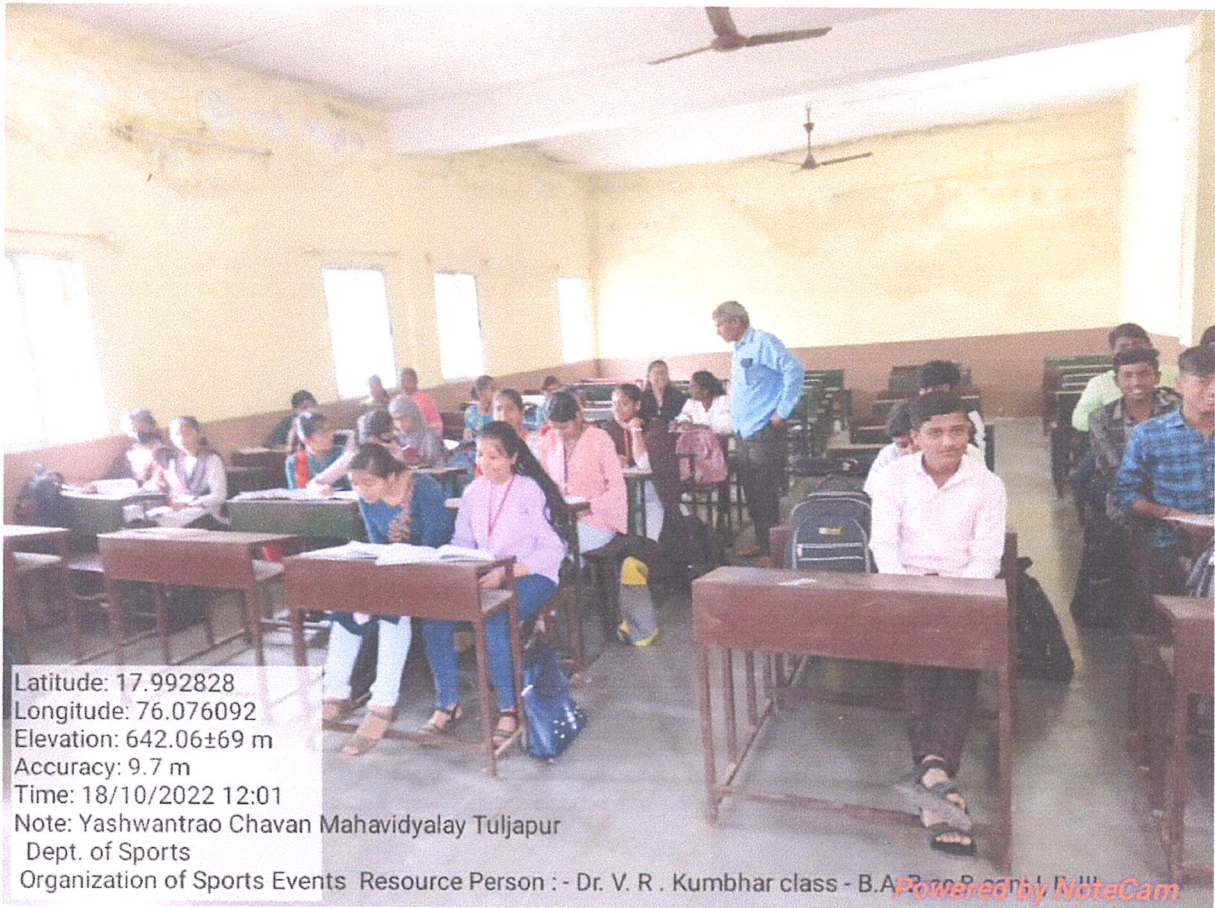 Latitude: 17.992828
Longitude: 76.076092
Elevation: 642.06±69 m
Accuracy: 9.7 m
Time: 18/10/2022 12:01
Note: Yashwantrao Chavan Mahavidyalay Tuljapur
Dept. of Sports
Organization of Sports Events Resource Person : - Dr. V. R . Kumbhar class - B.A
Powered by NoteCam